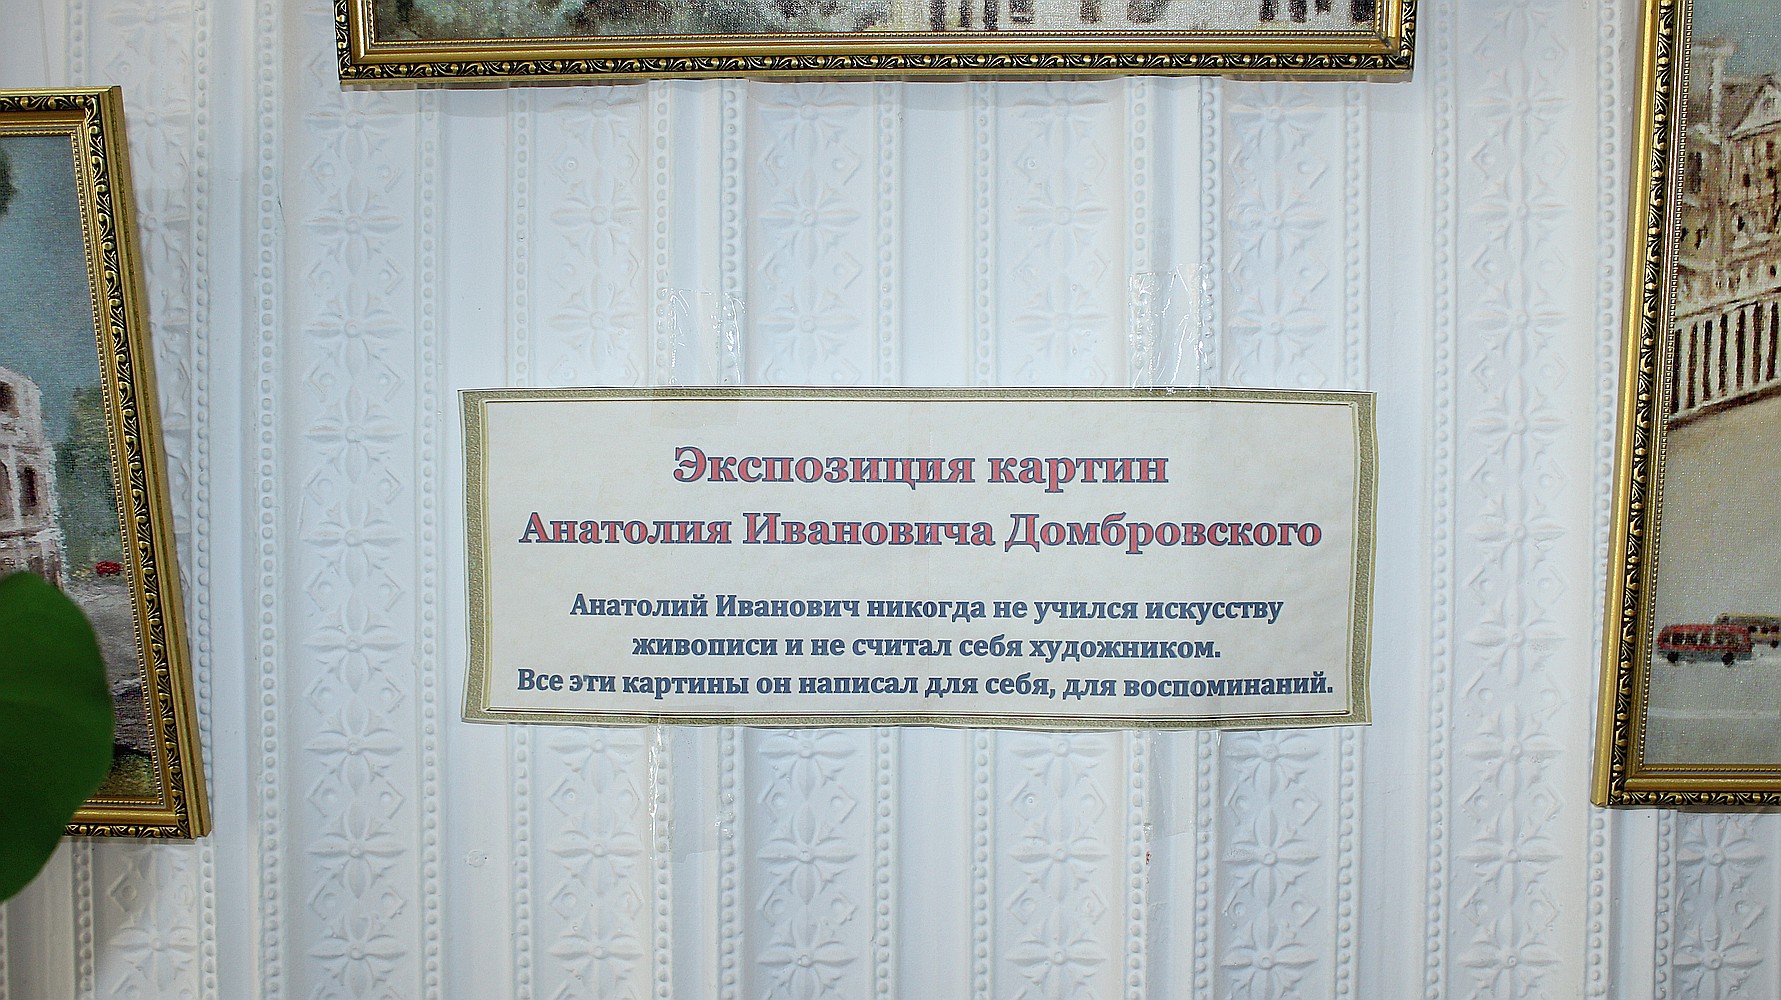 Экспозиция картин
Анатолия Ивановича Домбровского
Анатолий Иванович никогда не учился искусству
живописи и не считал себя художником.
Все эти картины он написал для себя, для воспоминаний.